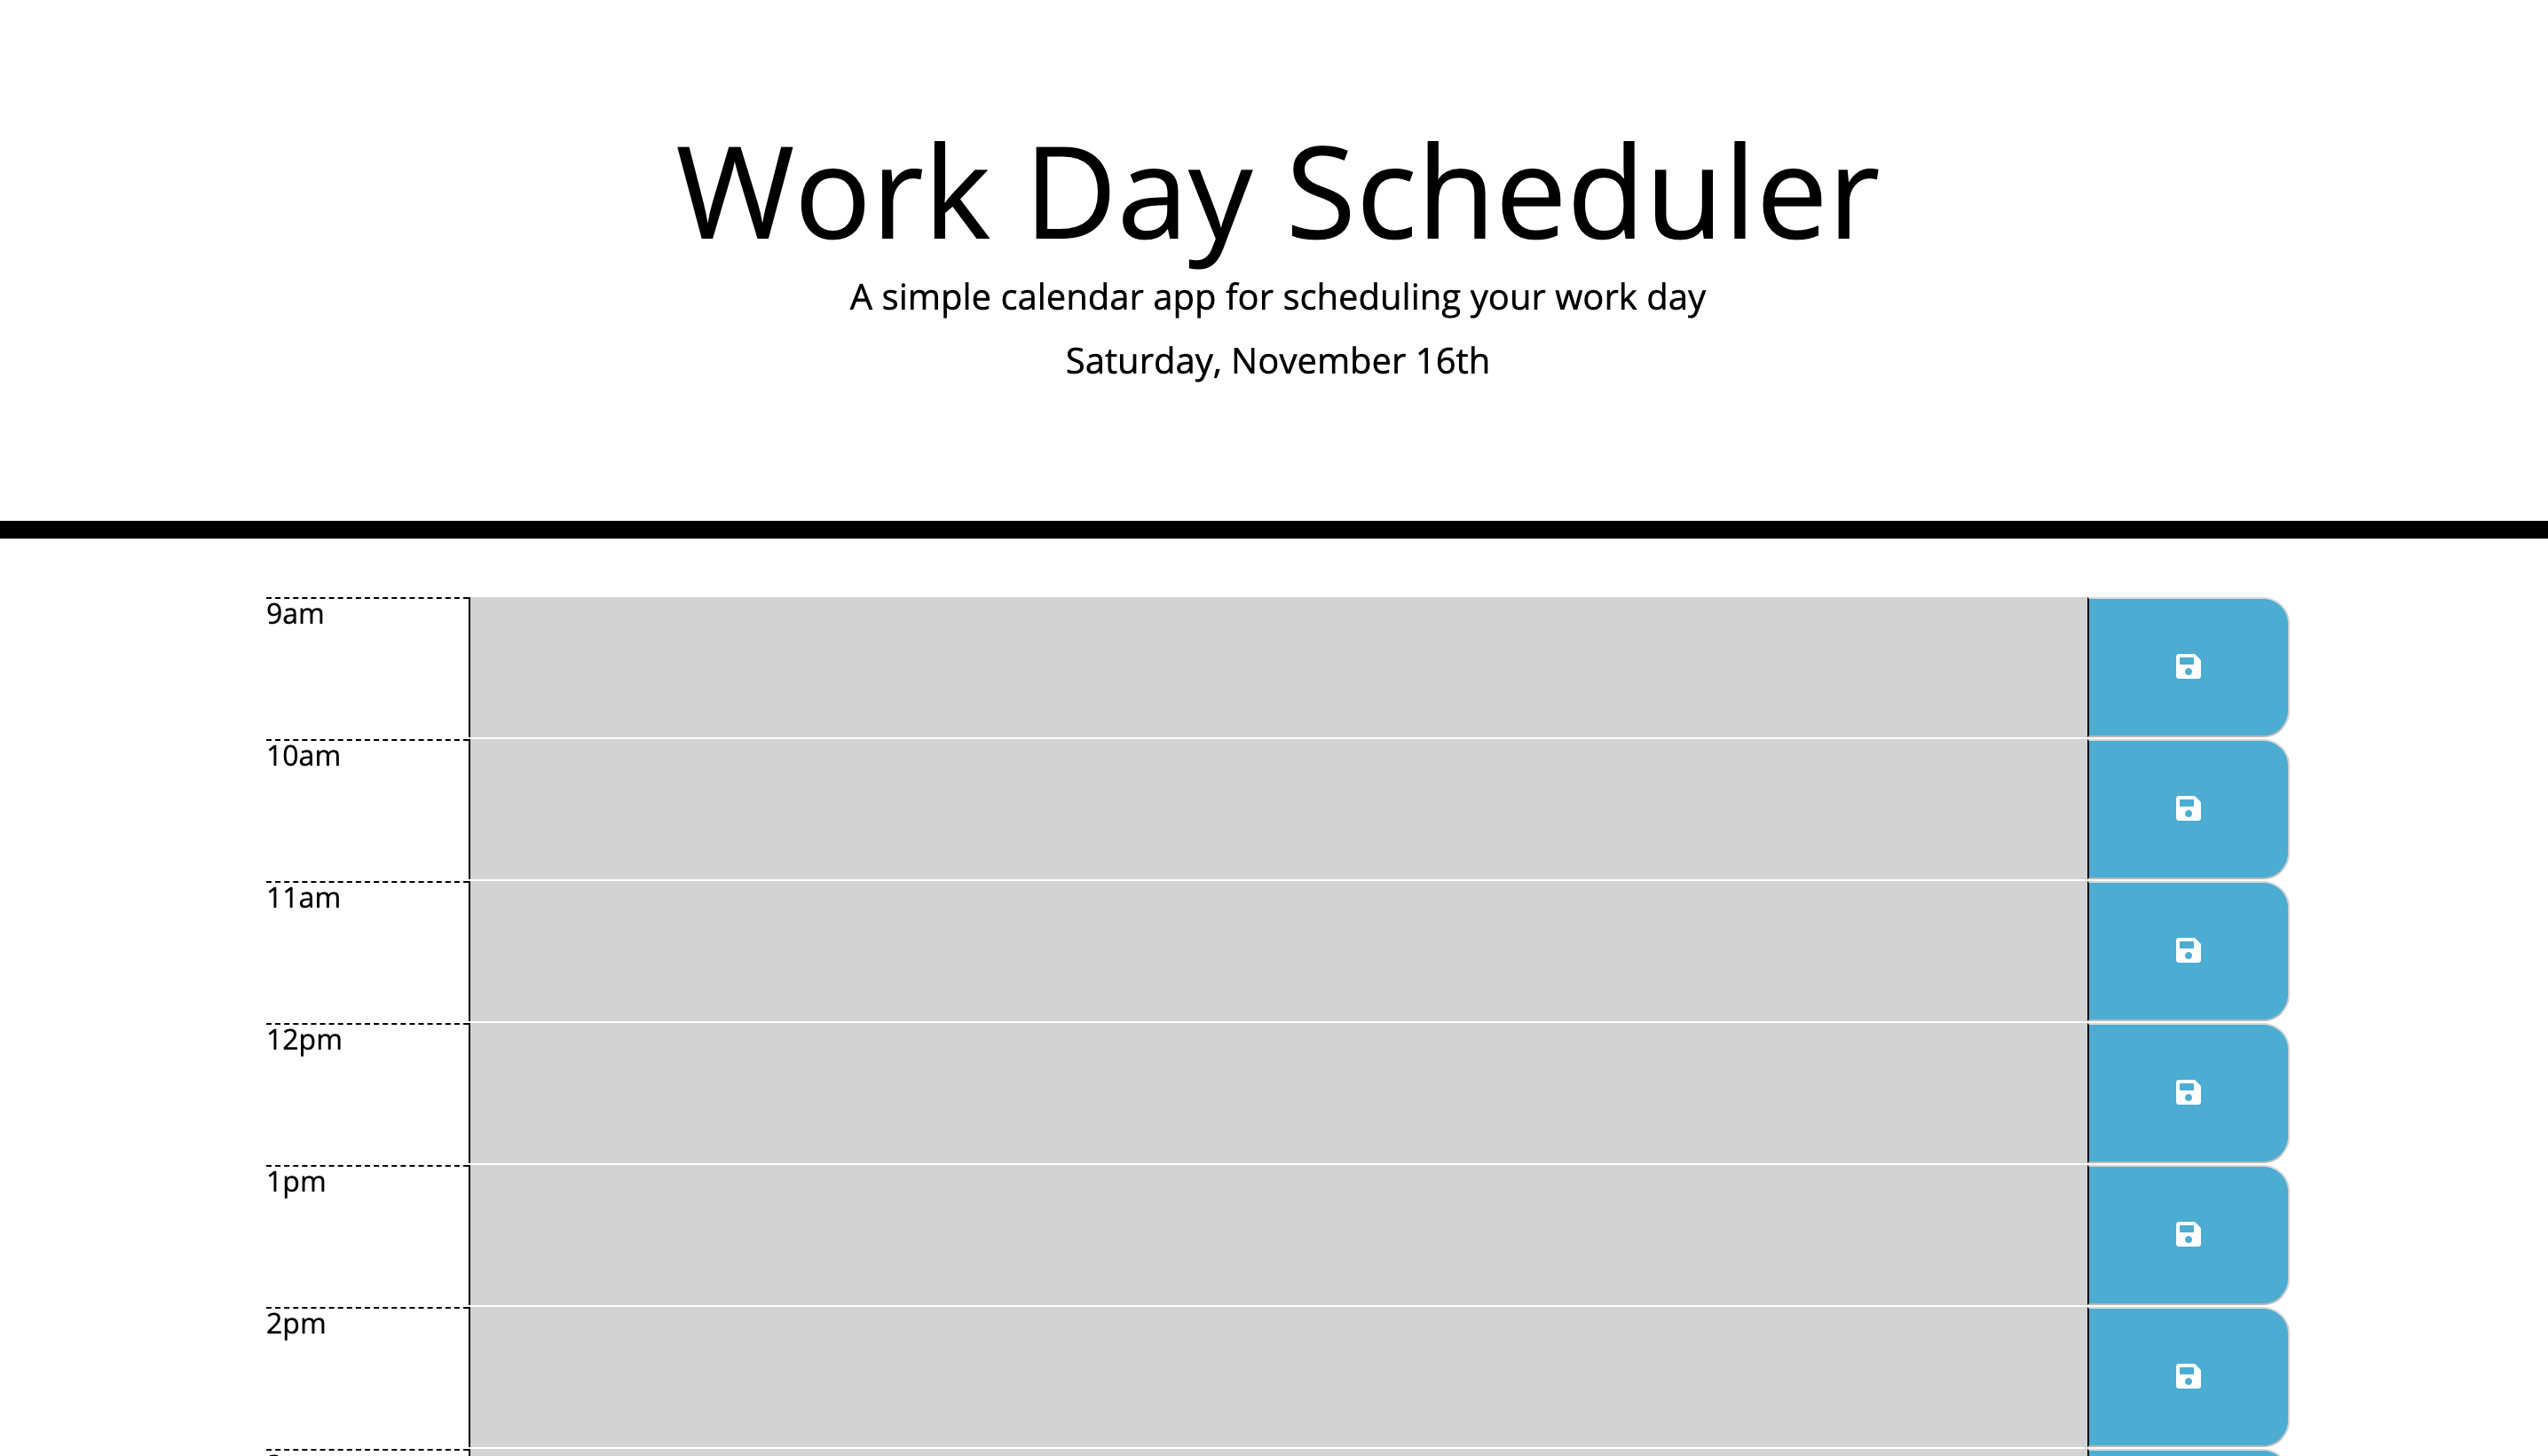 Work Day Scheduler
A simple calendar app for scheduling your work day
Saturday, November 16th
9am
10am
11am
12pm
1pm
2pm